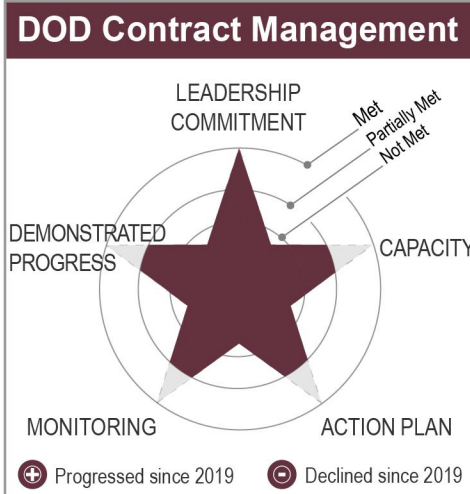 DOD Contract Management
LEADERSHIP
COMMITMENT
Met
Partially Met
Not Met
DEMONSTRATED
PROGRESS
CAPACITY
MONITORING
ACTION PLAN
+ Progressed since 2019
- Declined since 2019